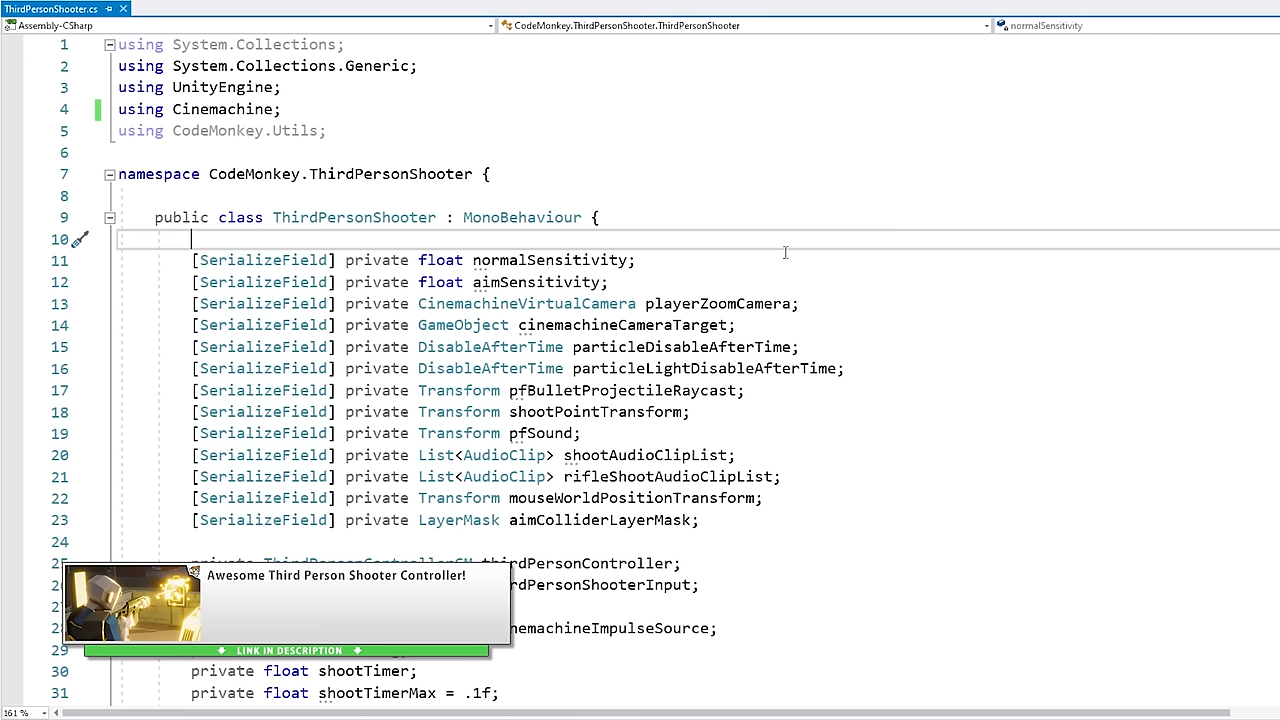 ThirdPersonShooter.cs
Assembly-CSharp
CodeMonkey.ThirdPersonShooter.ThirdPersonShooter
normalSensitivity
1 using System.Collections;
2 using System.Collections.Generic;
3 using UnityEngine;
4 using Cinemachine;
5 using CodeMonkey.Utils;
6
7 namespace CodeMonkey.ThirdPersonShooter {
8
9 public class ThirdPersonShooter : MonoBehaviour {
10
11 [SerializeField] private float normalSensitivity;
12 [SerializeField] private float aimSensitivity;
13 [SerializeField] private CinemachineVirtualCamera playerZoomCamera;
14 [SerializeField] private GameObject cinemachineCameraTarget;
15 [SerializeField] private DisableAfterTime particleDisableAfterTime;
16 [SerializeField] private DisableAfterTime particleLightDisableAfterTime;
17 [SerializeField] private Transform pfBulletProjectileRaycast;
18 [SerializeField] private Transform shootPointTransform;
19 [SerializeField] private Transform pfSound;
20 [SerializeField] private List<AudioClip> shootAudioClipList;
21 [SerializeField] private List<AudioClip> rifleShootAudioClipList;
22 [SerializeField] private Transform mouseWorldPositionTransform;
23 [SerializeField] private LayerMask aimColliderLayerMask;
24
25 private ThirdPersonControllerCM thirdPersonController;
rdPersonShooterInput;
nemachineImpulseSource;
29
30 private float shootTimer;
31 private float shootTimerMax = .1f;
Awesome Third Person Shooter Controller!
LINK IN DESCRIPTION
161 %